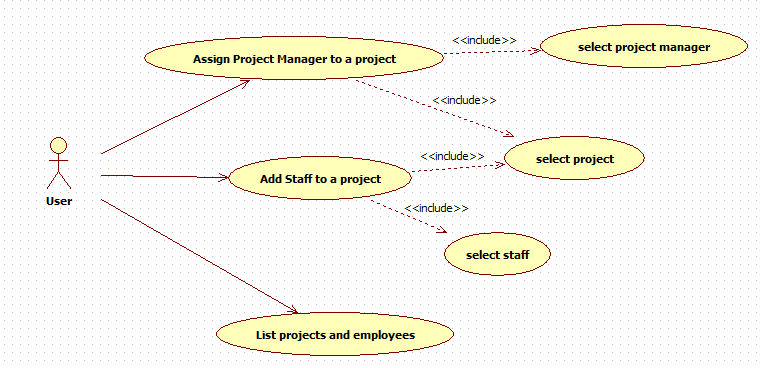 <<include>>
select project manager
Assign Project Manager to a project
<<include>>
<<include>>
select project
Add Staff to a project
User
<<include>>
select staff
List projects and employees